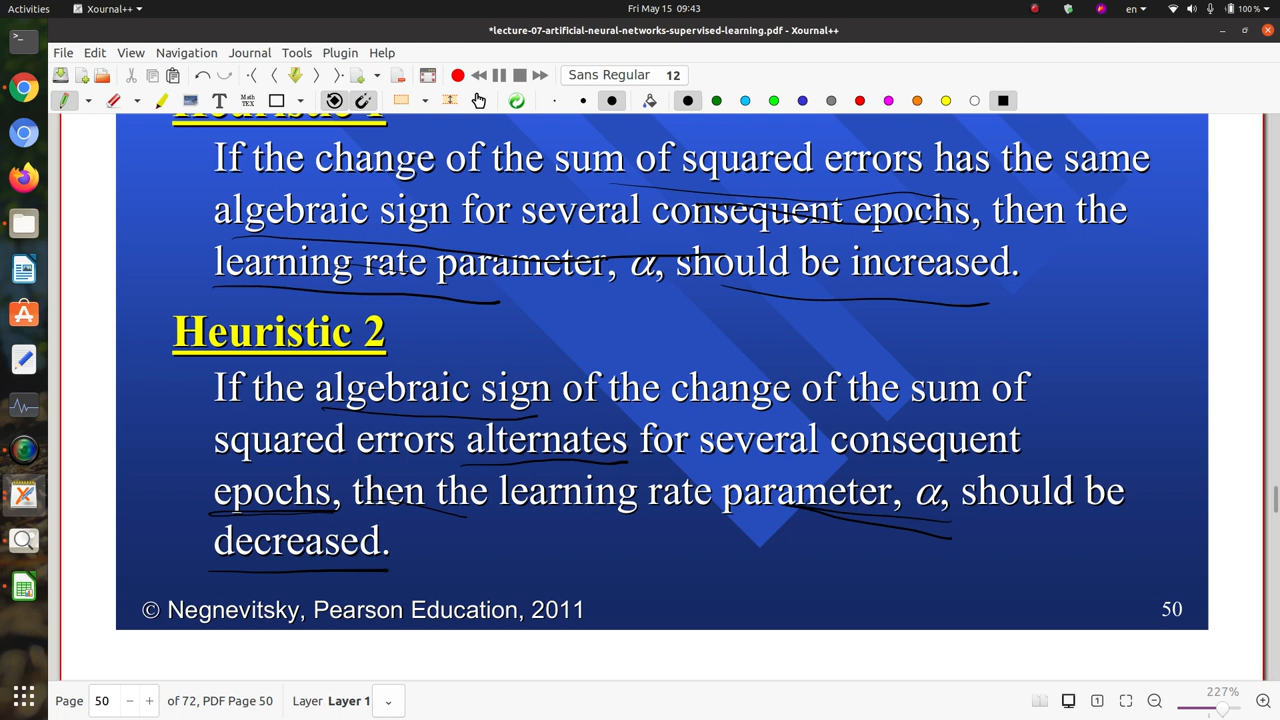 Activities
Xournal++
Fri May 15 09:43
en
100 %
*lecture-07-artificial-neural-networks-supervised-learning.pdf - Xournal++
File Edit View Navigation Journal Tools Plugin Help
Sans Regular 12
If the change of the sum of squared errors has the same
algebraic sign for several consequent epochs, then the
learning rate parameter, α, should be increased.
Heuristic 2
If the algebraic sign of the change of the sum of
squared errors alternates for several consequent
epochs, then the learning rate parameter, α, should be
decreased.
© Negnevitsky, Pearson Education, 2011
50
Page 50 of 72, PDF Page 50 Layer Layer 1
227%